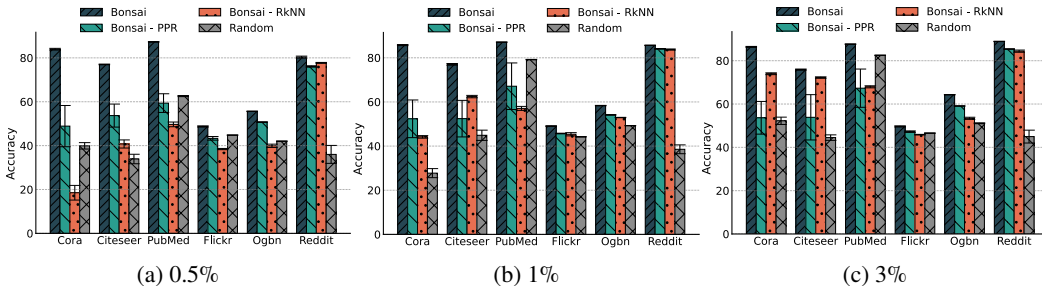 Bonsai
Bonsai - RkNN
Bonsai - PPR
Random
Accuracy
80
60
40
20
0
Cora Citeseer PubMed Flickr Ogbn Reddit
(a) 0.5%
Bonsai
Bonsai - RkNN
Bonsai - PPR
Random
Accuracy
80
60
40
20
0
Cora Citeseer PubMed Flickr Ogbn Reddit
(b) 1%
Bonsai
Bonsai - RkNN
Bonsai - PPR
Random
Accuracy
80
60
40
20
0
Cora Citeseer PubMed Flickr Ogbn Reddit
(c) 3%